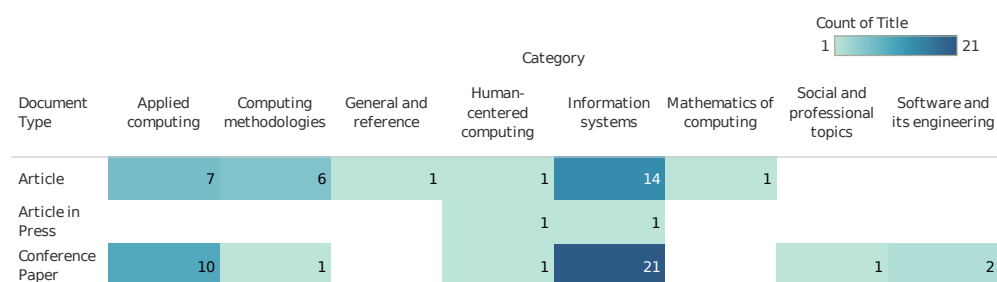 Count of Title
1 21
Category
Document Type
Applied computing
Computing methodologies
General and reference
Human-centered computing
Information systems
Mathematics of computing
Social and professional topics
Software and its engineering
Article 7 6 1 1 14 1
Article in Press 1 1
Conference Paper 10 1 1 21 1 2